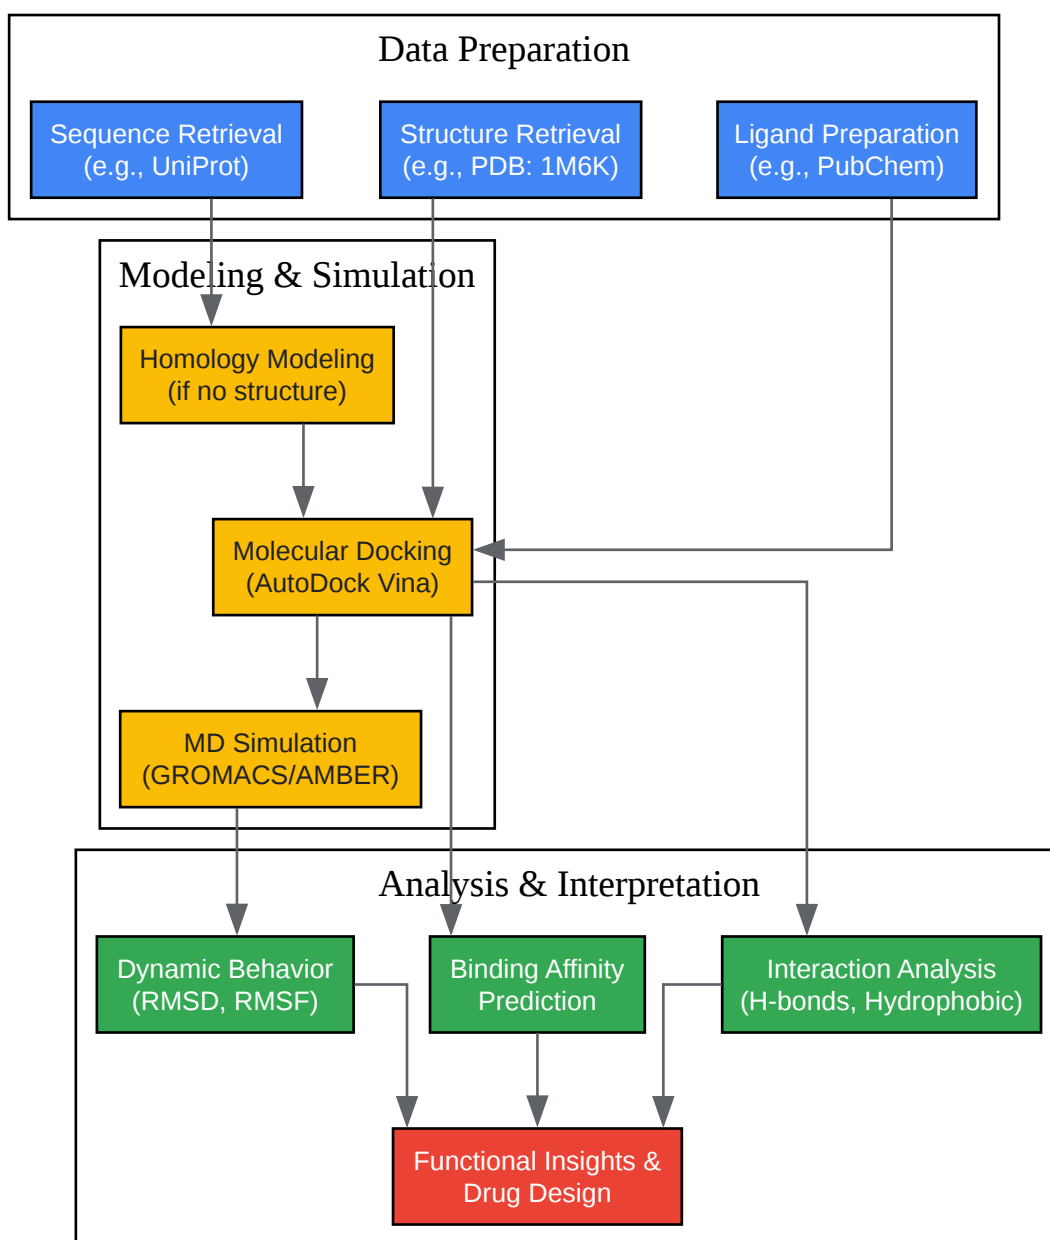 Data Preparation
Sequence Retrieval
(e.g., UniProt)
Structure Retrieval
(e.g., PDB: 1M6K)
Ligand Preparation
(e.g., PubChem)
Modeling & Simulation
Homology Modeling
(if no structure)
Molecular Docking
(AutoDock Vina)
MD Simulation
(GROMACS/AMBER)
Analysis & Interpretation
Dynamic Behavior
(RMSD, RMSF)
Binding Affinity
Prediction
Interaction Analysis
(H-bonds, Hydrophobic)
Functional Insights &
Drug Design